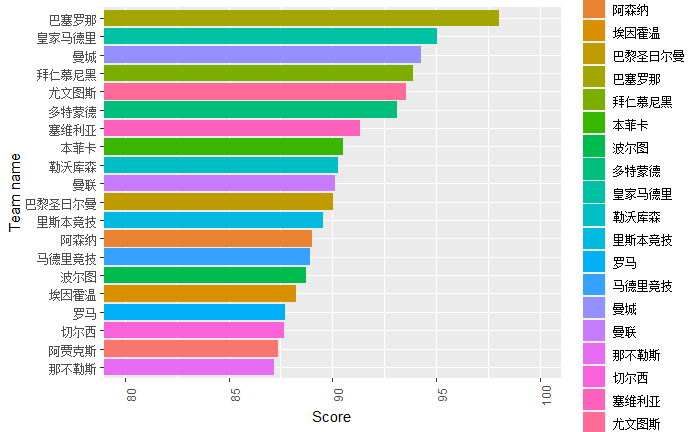 巴塞罗那
皇家马德里
曼城
拜仁慕尼黑
尤文图斯
多特蒙德
塞维利亚
本菲卡
勒沃库森
曼联
巴黎圣日尔曼
里斯本竞技
阿森纳
马德里竞技
波尔图
埃因霍温
罗马
切尔西
阿贾克斯
那不勒斯
Team name
80
85
90
95
100
Score
阿森纳
埃因霍温
巴黎圣日尔曼
巴塞罗那
拜仁慕尼黑
本菲卡
波尔图
多特蒙德
皇家马德里
勒沃库森
里斯本竞技
罗马
马德里竞技
曼城
曼联
那不勒斯
切尔西
塞维利亚
尤文图斯